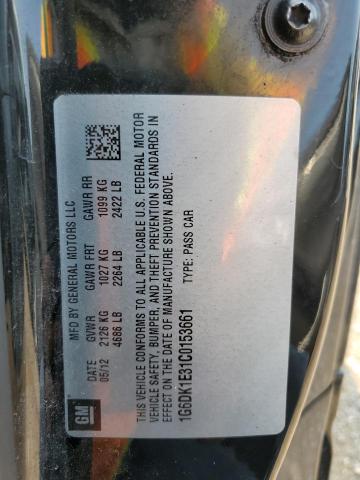 GM
MFD BY GENERAL MOTORS LLC
DATE GVWR GAWR FRT GAWR RR
05/12 2126 KG 1027 KG 1099 KG
4686 LB 2264 LB 2422 LB
THIS VEHICLE CONFORMS TO ALL APPLICABLE U.S. FEDERAL MOTOR
VEHICLE SAFETY, BUMPER, AND THEFT PREVENTION STANDARDS IN
EFFECT ON THE DATE OF MANUFACTURE SHOWN ABOVE.
1G6DK1E31C0153661 TYPE: PASS CAR